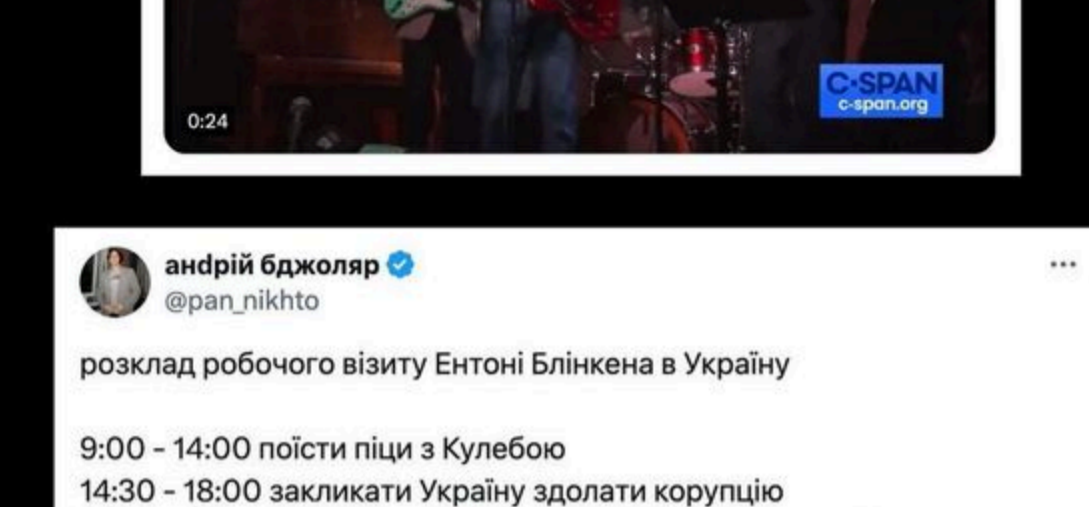 C-SPAN
c-span.org
0:24
анdрій бджоляр
@pan_nikhto
розклад робочого візиту Ентоні Блінкена в Україну
9:00 - 14:00 поїсти піци з Кулебою
14:30 - 18:00 закликати Україну здолати корупцію